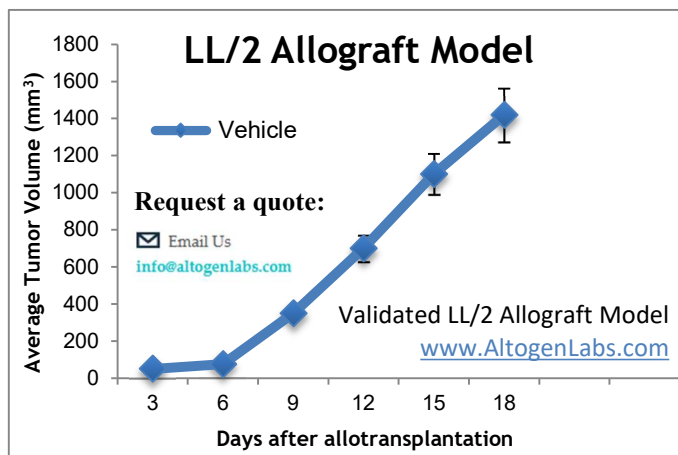 LL/2 Allograft Model
Average Tumor Volume (mm³)
1800
1600
1400
1200
1000
800
600
400
200
0
Vehicle
Request a quote:
Email Us
info@altogenlabs.com
Validated LL/2 Allograft Model
www.AltogenLabs.com
3 6 9 12 15 18
Days after allotransplantation